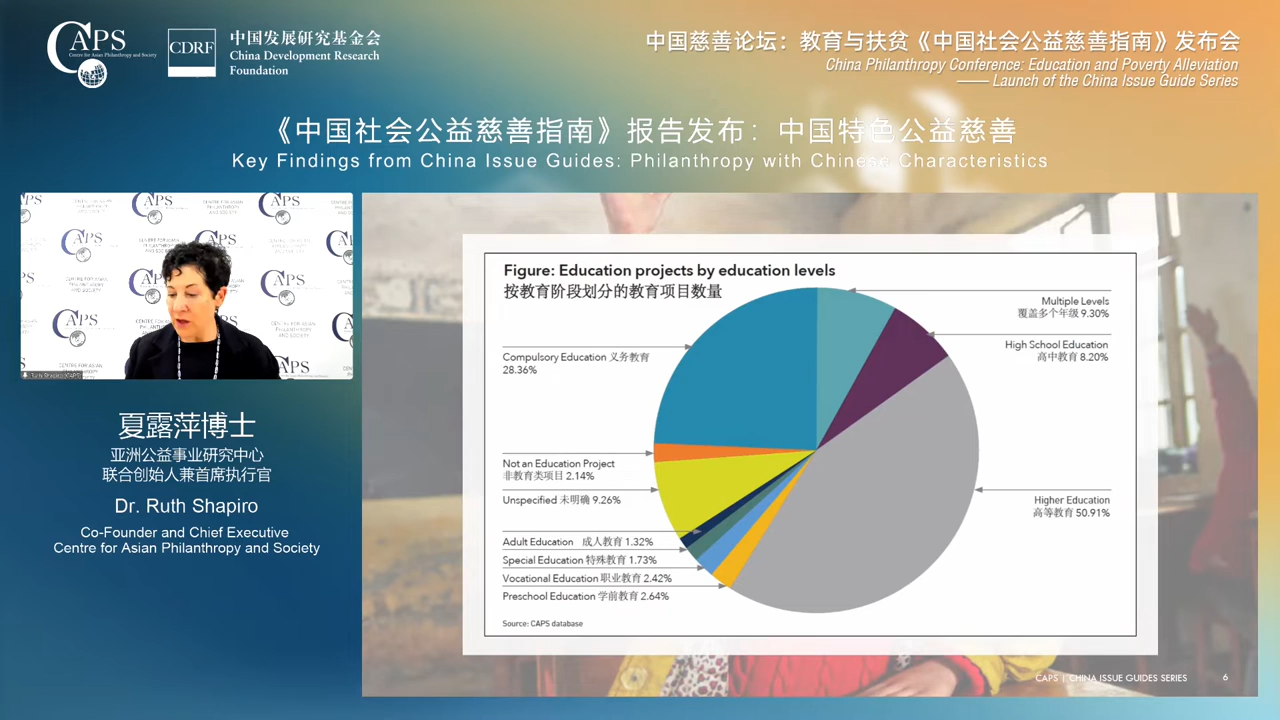 CAPS
Centre for Asian Philanthropy and Society
CDRF
中国发展研究基金会
China Development Research
Foundation
中国慈善论坛：教育与扶贫《中国社会公益慈善指南》发布会
China Philanthropy Conference: Education and Poverty Alleviation
—— Launch of the China Issue Guide Series
《中国社会公益慈善指南》报告发布：中国特色公益慈善
Key Findings from China Issue Guides: Philanthropy with Chinese Characteristics
夏露萍博士
亚洲公益事业研究中心
联合创始人兼首席执行官
Dr. Ruth Shapiro
Co-Founder and Chief Executive
Centre for Asian Philanthropy and Society
Figure: Education projects by education levels
按教育阶段划分的教育项目数量
Multiple Levels
覆盖多个年级 9.30%
High School Education
高中教育 8.20%
Compulsory Education 义务教育
28.36%
Not an Education Project
非教育类项目 2.14%
Unspecified 未明确 9.26%
Higher Education
高等教育 50.91%
Adult Education 成人教育 1.32%
Special Education 特殊教育 1.73%
Vocational Education 职业教育 2.42%
Preschool Education 学前教育 2.64%
Source: CAPS database
CAPS | CHINA ISSUE GUIDES SERIES 6